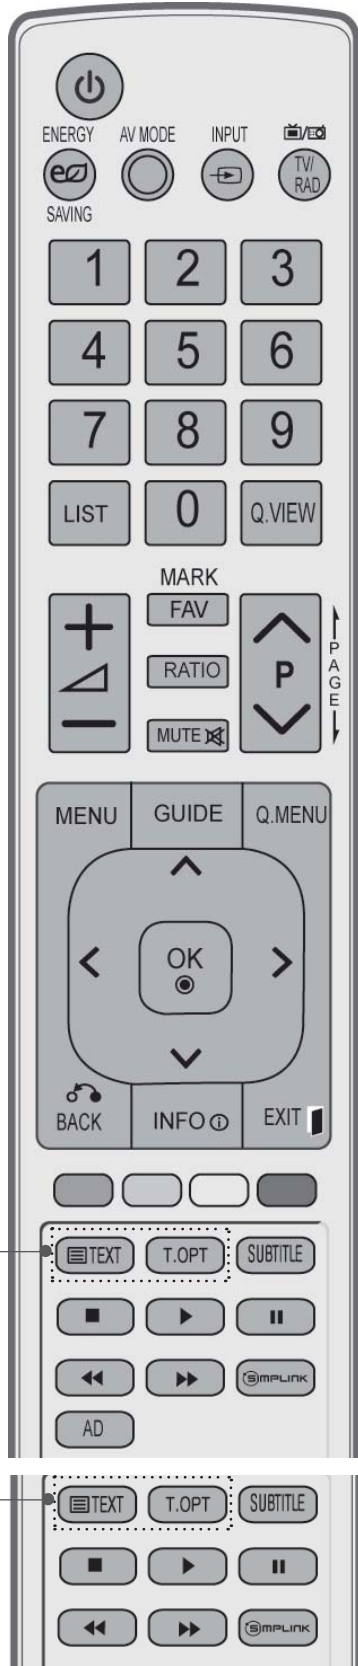 ENERGY AV MODE INPUT
TV/
RAD
SAVING
1 2 3
4 5 6
7 8 9
LIST 0 Q.VIEW
MARK
FAV
P
RATIO
PAGE
MUTE
MENU GUIDE Q.MENU
OK
BACK INFO EXIT
TEXT T.OPT SUBTITLE
SIMPLINK
AD
TEXT T.OPT SUBTITLE
SIMPLINK